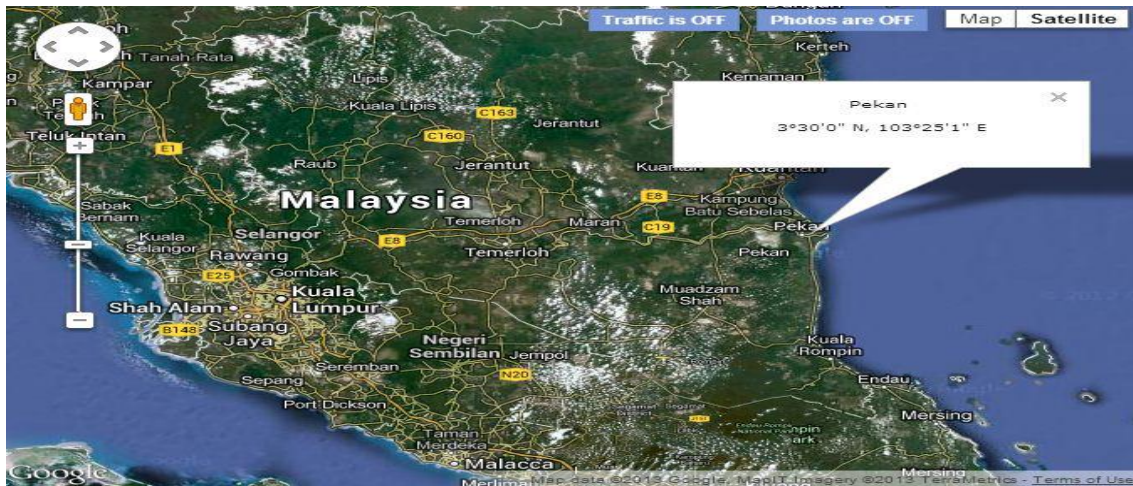 Traffic is OFF
Photos are OFF
Map
Satellite
Kerteh
Tanah Rata
Kampar
Lipis
Kemaman
Kuala Lipis
C163
Jerantut
Teluk Intan
C160
E1
Raub
Jerantut
Pekan
3°30'0" N, 103°25'1" E
Malaysia
Sabak
Bernam
E8
Kampung
Batu Sebelas
Temerloh
Maran
C19
Pekan
Kuala
Selangor
Selangor
E8
Temerloh
Pekan
Rawang
E25
Gombak
Kuala
Lumpur
Muadzam
Shah
Shah Alam
B148
Subang
Jaya
Negeri
Sembilan
Jempol
Kuala
Rompin
Seremban
N20
Sepang
Endau
Port Dickson
Mersing
Taman
Merdeka
Malacca
Mersing
Google
Map data ©2013 Google, MapIT Imagery ©2013 TerraMetrics - Terms of Use